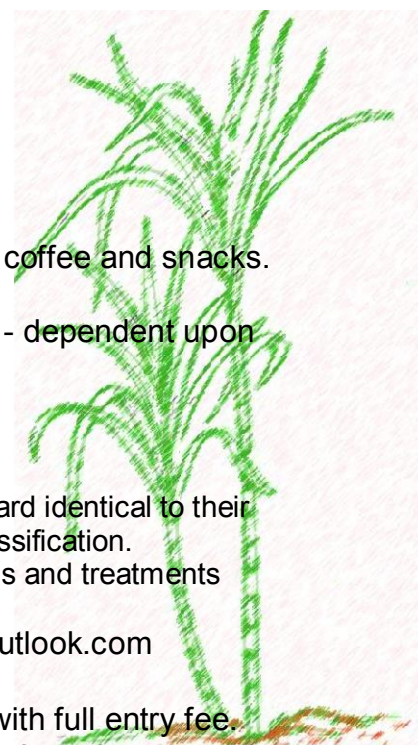 coffee and snacks.
- dependent upon
ard identical to their
ssification.
s and treatments
utlook.com
with full entry fee.